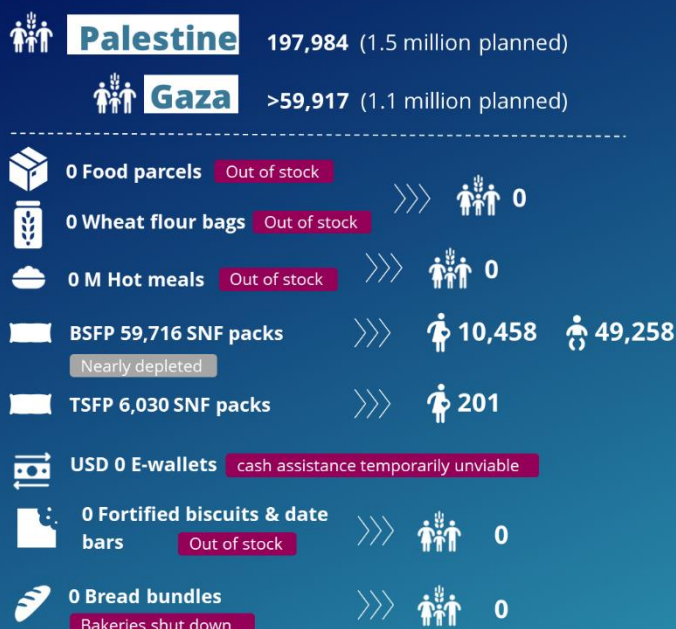 Palestine 197,984 (1.5 million planned)
Gaza >59,917 (1.1 million planned)
0 Food parcels Out of stock
0
0 Wheat flour bags Out of stock
0 M Hot meals Out of stock 0
BSFP 59,716 SNF packs 10,458 49,258
Nearly depleted
TSFP 6,030 SNF packs 201
USD 0 E-wallets cash assistance temporarily unviable
0 Fortified biscuits & date
bars Out of stock 0
0 Bread bundles 0
Bakeries shut down